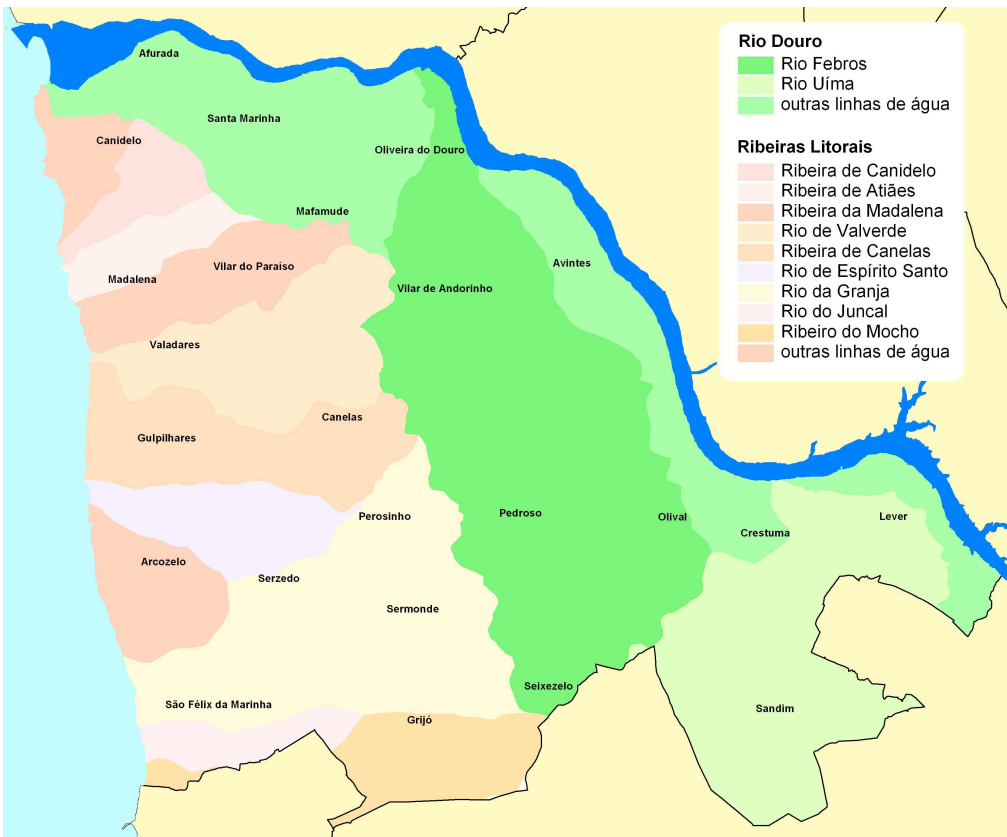 Afurada
Santa Marinha
Canidelo
Oliveira do Douro
Mafamude
Avintes
Vilar do Paraiso
Madalena
Vilar de Andorinho
Valadares
Canelas
Gulpilhares
Perosinho
Pedroso
Olival
Crestuma
Lever
Arcozelo
Serzedo
Sermonde
Seixezelo
São Félix da Marinha
Grijó
Sandim
Rio Douro
Rio Febros
Rio Uíma
outras linhas de água
Ribeiras Litorais
Ribeira de Canidelo
Ribeira de Atiães
Ribeira da Madalena
Rio de Valverde
Ribeira de Canelas
Rio de Espírito Santo
Rio da Granja
Rio do Juncal
Ribeiro do Mocho
outras linhas de água